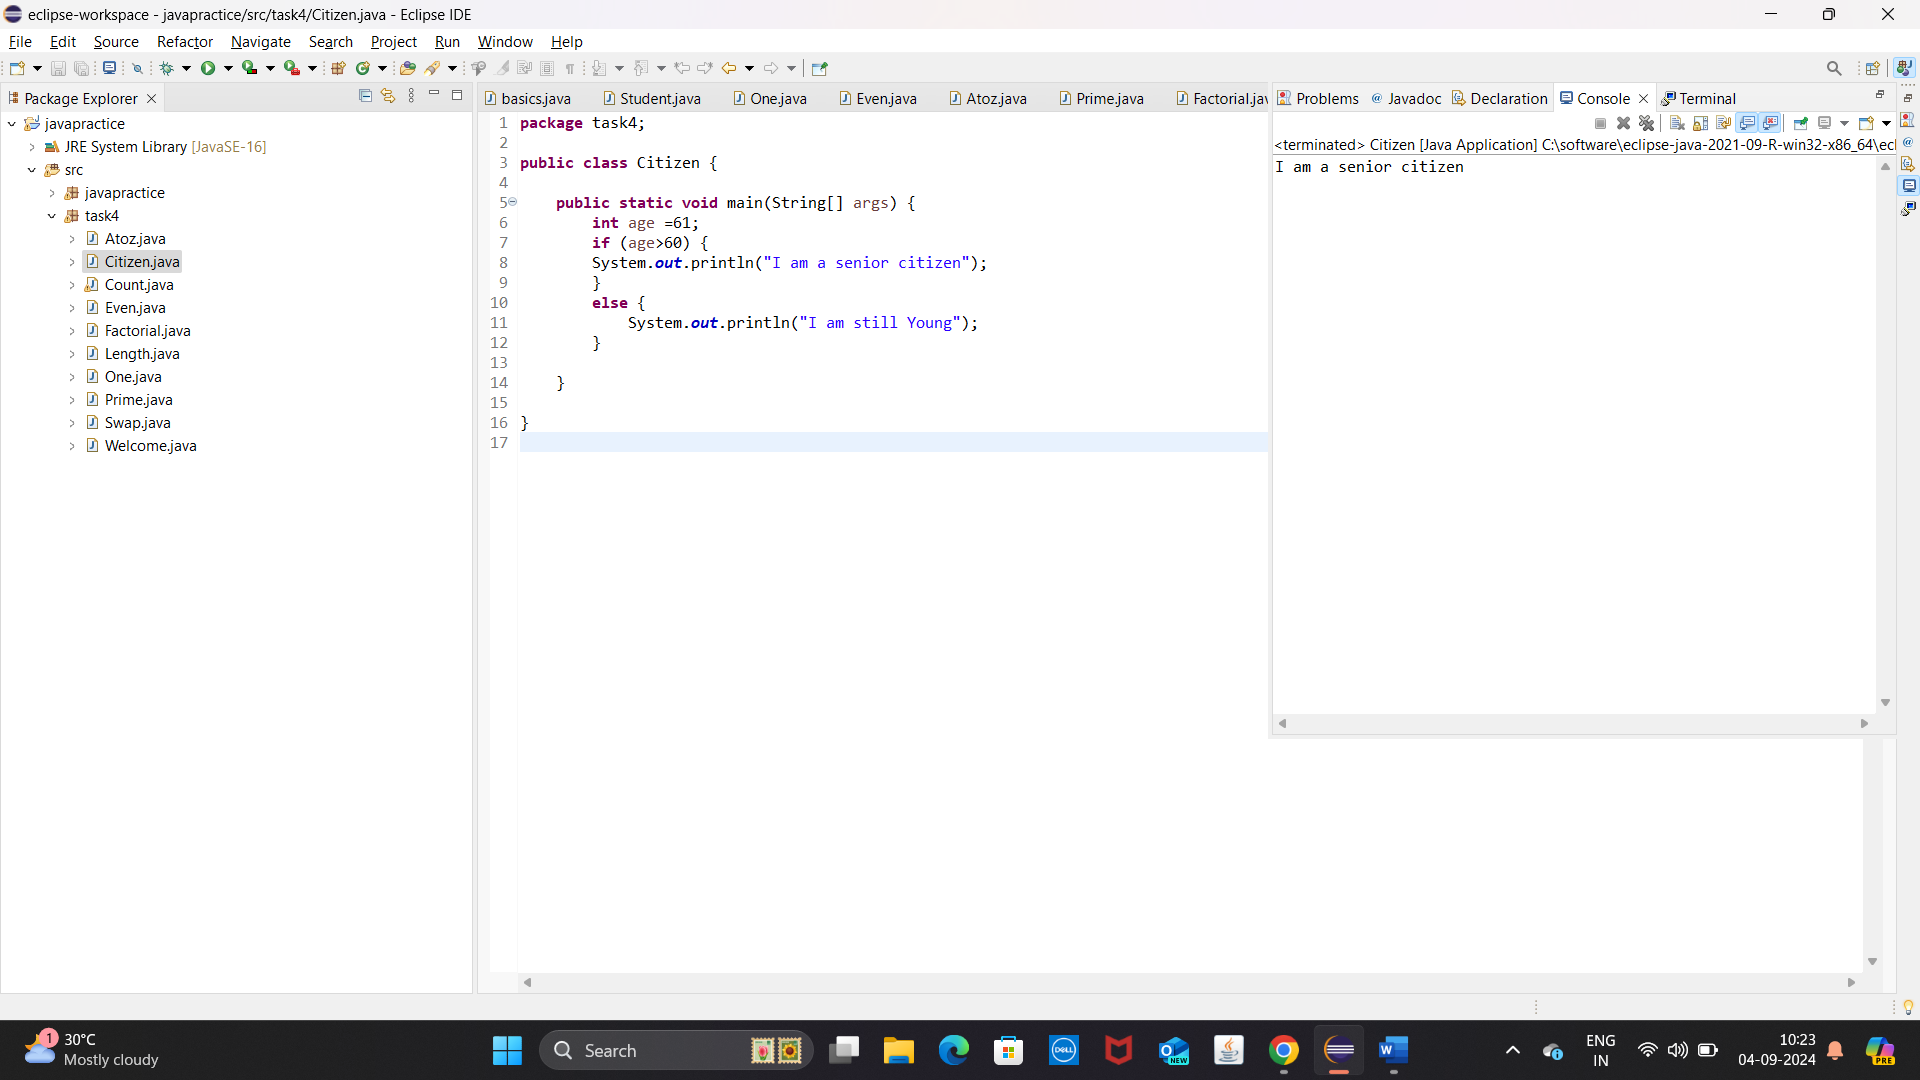 eclipse-workspace - javapractice/src/task4/Citizen.java - Eclipse IDE
File Edit Source Refactor Navigate Search Project Run Window Help
Package Explorer
javapractice
JRE System Library [JavaSE-16]
src
javapractice
task4
Atoz.java
Citizen.java
Count.java
Even.java
Factorial.java
Length.java
One.java
Prime.java
Swap.java
Welcome.java
basics.java Student.java One.java Even.java Atoz.java Prime.java Factorial.jav
1 package task4;
2
3 public class Citizen {
4
5 public static void main(String[] args) {
6 int age =61;
7 if (age>60) {
8 System.out.println("I am a senior citizen");
9 }
10 else {
11 System.out.println("I am still Young");
12 }
13
14 }
15
16 }
17
Problems Javadoc Declaration Console Terminal
<terminated> Citizen [Java Application] C:\software\eclipse-java-2021-09-R-win32-x86_64\ecl
I am a senior citizen
1
30°C
Mostly cloudy
Search
DELL
NEW
W
ENG
IN
10:23
04-09-2024
PRE